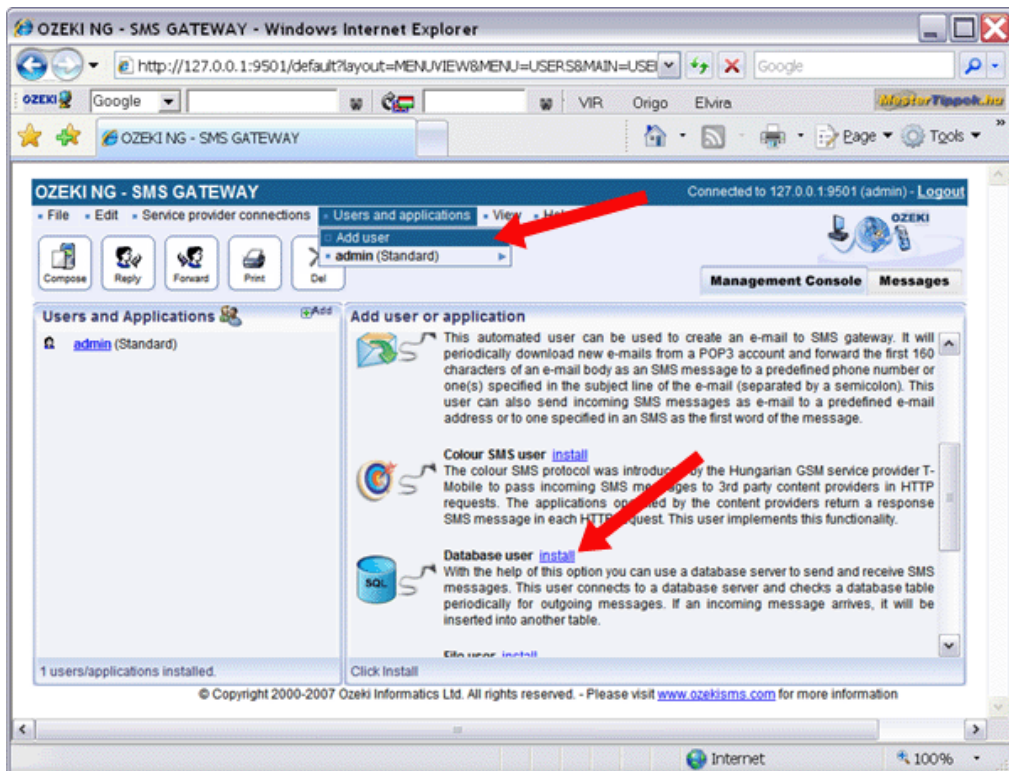 OZEKI NG - SMS GATEWAY - Windows Internet Explorer
http://127.0.0.1:9501/default?layout=MENUVIEW&MENU=USERS&MAIN=USE
Google
OZEKI Google VIR Origo Elvira MesterTippek.hu
OZEKI NG - SMS GATEWAY Page Tools
OZEKI NG - SMS GATEWAY Connected to 127.0.0.1:9501 (admin) - Logout
File Edit Service provider connections Users and applications View
OZEKI
Add user
admin (Standard)
Compose Reply Forward Print Del
Management Console Messages
Users and Applications Add
admin (Standard)
1 users/applications installed.
Add user or application
This automated user can be used to create an e-mail to SMS gateway. It will
periodically download new e-mails from a POP3 account and forward the first 160
characters of an e-mail body as an SMS message to a predefined phone number or
one(s) specified in the subject line of the e-mail (separated by a semicolon). This
user can also send incoming SMS messages as e-mail to a predefined e-mail
address or to one specified in an SMS as the first word of the message.
Colour SMS user install
The colour SMS protocol was introduced by the Hungarian GSM service provider T-
Mobile to pass incoming SMS messages to 3rd party content providers in HTTP
requests. The applications operated by the content providers return a response
SMS message in each HTTP request. This user implements this functionality.
SQL
Database user install
With the help of this option you can use a database server to send and receive SMS
messages. This user connects to a database server and checks a database table
periodically for outgoing messages. If an incoming message arrives, it will be
inserted into another table.
File user install
Click Install
© Copyright 2000-2007 Ozeki Informatics Ltd. All rights reserved. - Please visit www.ozekisms.com for more information
Internet 100%